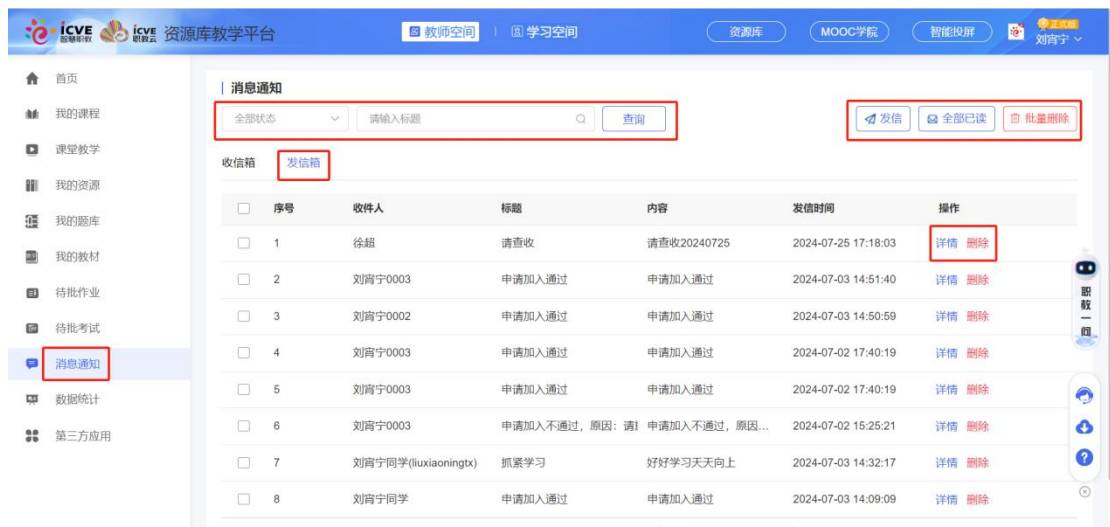 icve 智慧职教 icve 职教云 资源库教学平台 教师空间 学习空间 资源库 MOOC学院 智能投屏 正式版 刘宵宁
首页
我的课程
课堂教学
我的资源
我的题库
我的教材
待批作业
待批考试
消息通知
数据统计
第三方应用
消息通知
全部状态 请输入标题 查询 发信 全部已读 批量删除
收信箱 发信箱
序号 收件人 标题 内容 发信时间 操作
1 徐超 请查收 请查收20240725 2024-07-25 17:18:03 详情 删除
2 刘宵宁0003 申请加入通过 申请加入通过 2024-07-03 14:51:40 详情 删除
3 刘宵宁0002 申请加入通过 申请加入通过 2024-07-03 14:50:59 详情 删除
4 刘宵宁0003 申请加入通过 申请加入通过 2024-07-02 17:40:19 详情 删除
5 刘宵宁0003 申请加入通过 申请加入通过 2024-07-02 17:40:19 详情 删除
6 刘宵宁0003 申请加入不通过，原因：请 申请加入不通过，原因... 2024-07-02 15:25:21 详情 删除
7 刘宵宁同学(liuxiaoningtx) 抓紧学习 好好学习天天向上 2024-07-03 14:32:17 详情 删除
8 刘宵宁同学 申请加入通过 申请加入通过 2024-07-03 14:09:09 详情 删除
职教一问